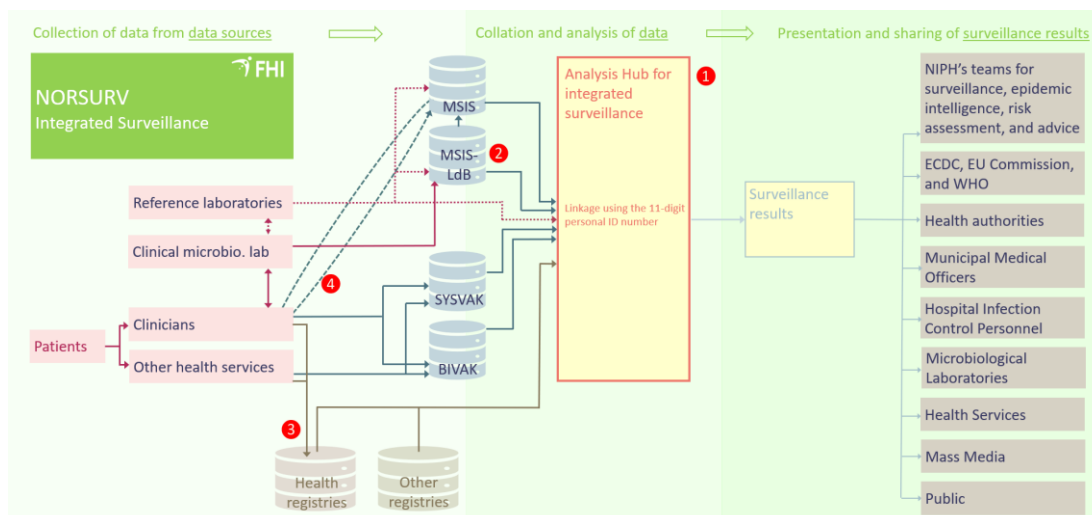 Collection of data from data sources
Collation and analysis of data
Presentation and sharing of surveillance results
FHI
NORSURV
Integrated Surveillance
Reference laboratories
Clinical microbio. lab
Clinicians
Patients
Other health services
MSIS
MSIS-
LdB
2
4
SYSVAK
BIVAK
3
Health
registries
Other
registries
Analysis Hub for
integrated
surveillance
1
Linkage using the 11-digit
personal ID number
Surveillance
results
NIPH's teams for
surveillance, epidemic
intelligence, risk
assessment, and advice
ECDC, EU Commission,
and WHO
Health authorities
Municipal Medical
Officers
Hospital Infection
Control Personnel
Microbiological
Laboratories
Health Services
Mass Media
Public